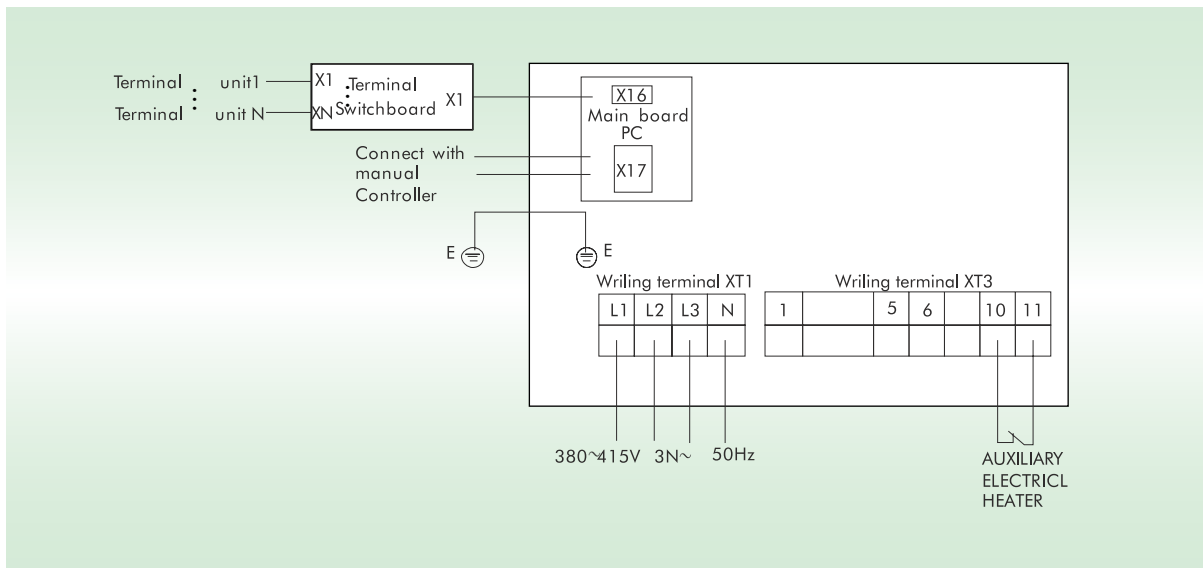 Terminal unit1
X1 Terminal
Terminal unit N
XN Switchboard X1
X16
Main board
PC
X17
Connect with
manual
Controller
E
E
Wriling terminal XT1
Wriling terminal XT3
L1 L2 L3 N
1 5 6 10 11
380~415V 3N~ 50Hz
AUXILIARY
ELECTRICL
HEATER